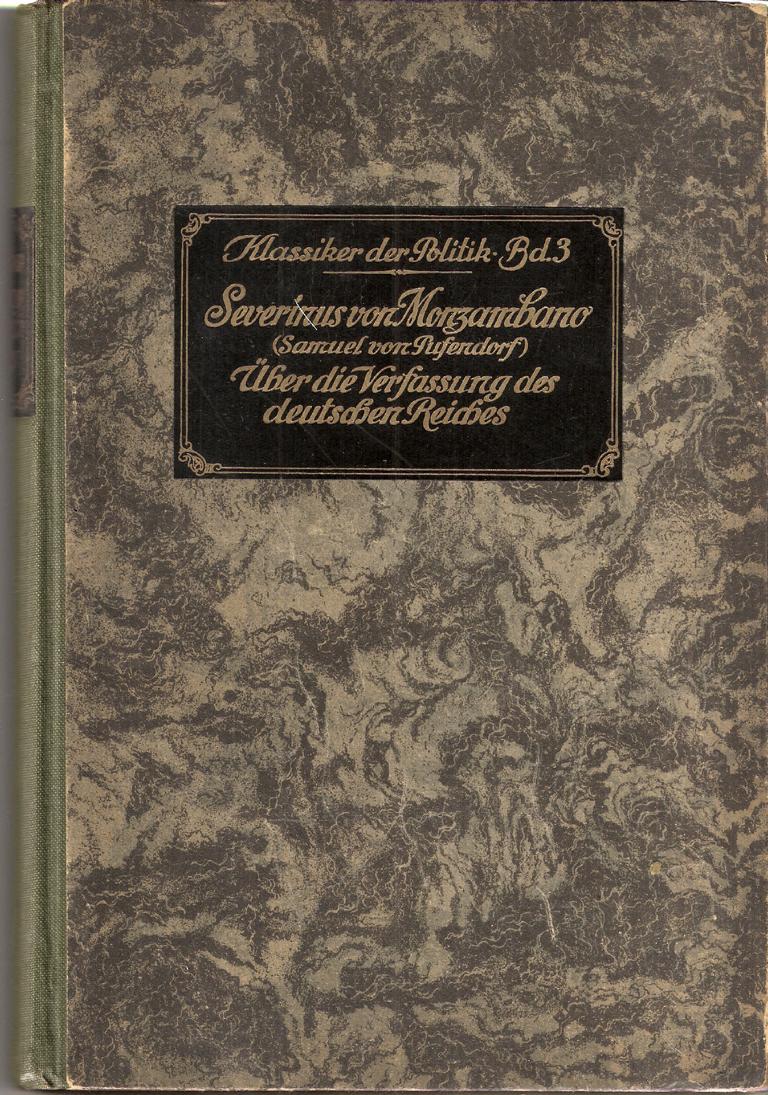 Klassiker der Politik · Bd. 3
Severinus von Monzambano
(Samuel von Pufendorf)
Über die Verfassung des
deutschen Reiches